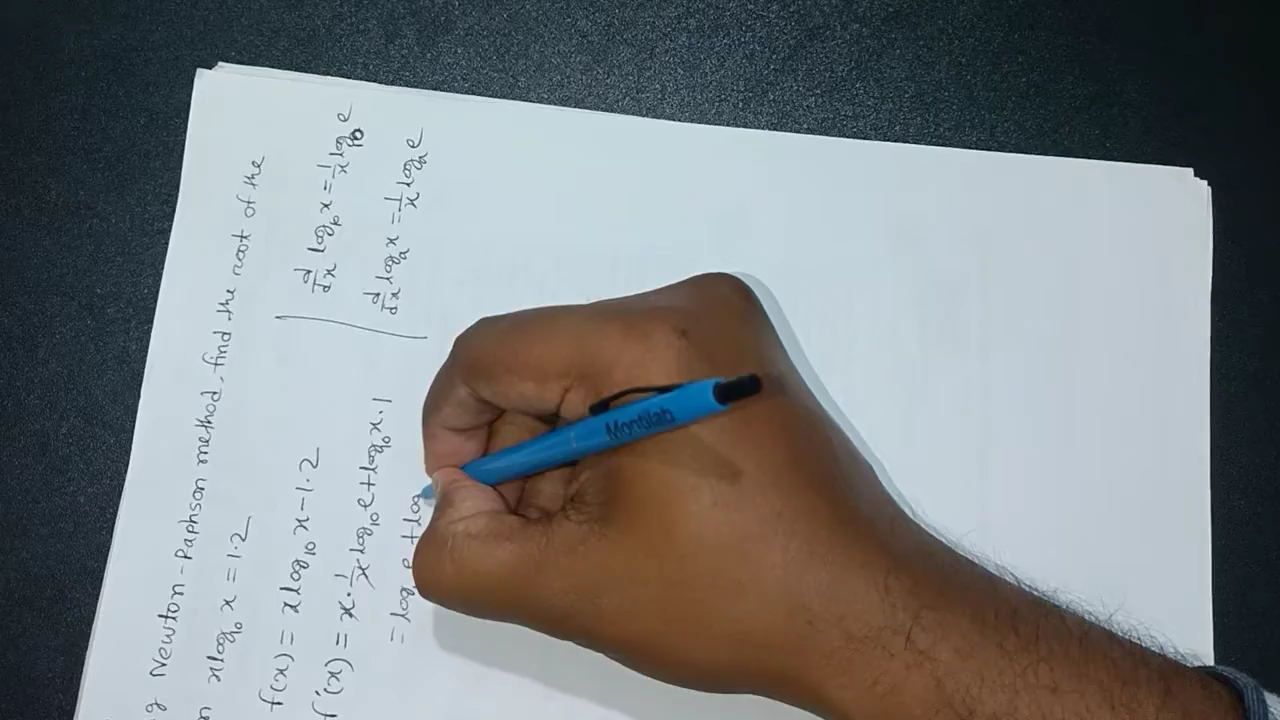 Newton-Raphson method, find the root of the
x log₁₀ x = 1.2
f(x) = x log₁₀ x - 1.2
d/dx log₁₀ x = 1/x log₁₀ e
f'(x) = x · 1/x log₁₀ e + log₁₀ x · 1
d/dx logₐ x = 1/x logₐ e
= log e + log
Montilab